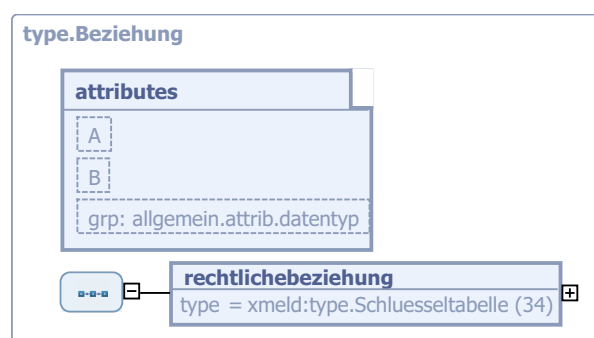 type.Beziehung
attributes
A
B
grp: allgemein.attrib.datentyp
rechtlichebeziehung
type = xmeld:type.Schluesseltabelle (34)